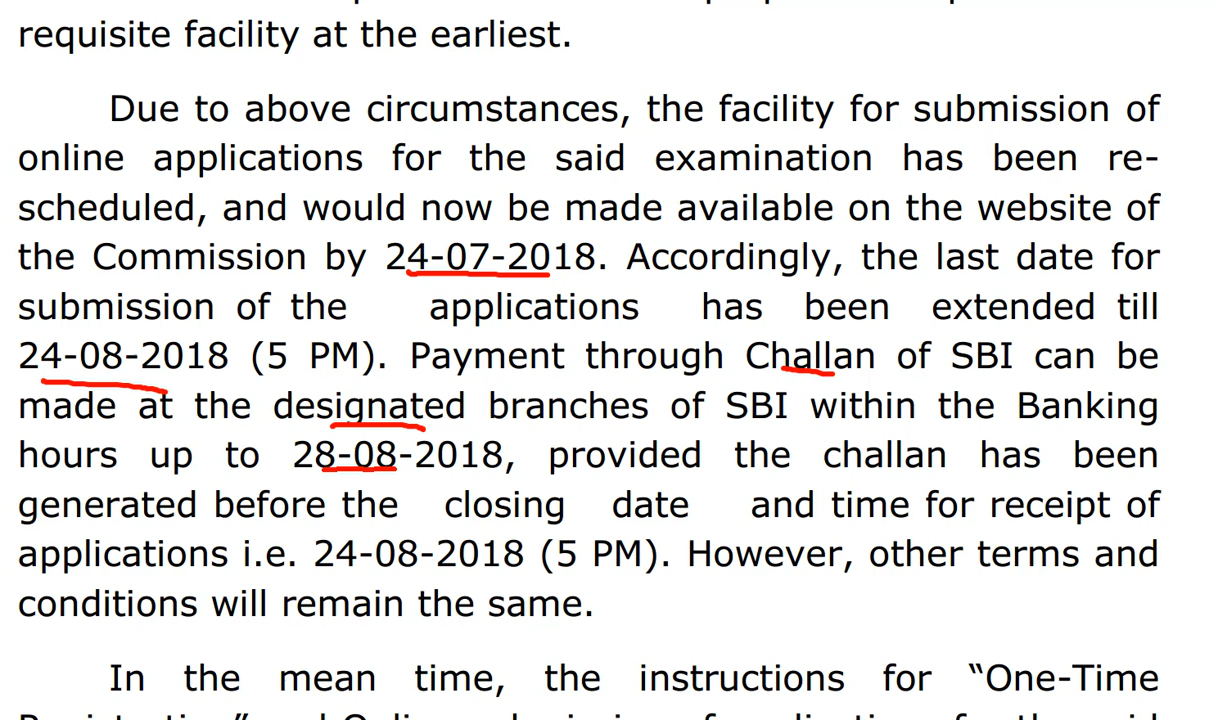 requisite facility at the earliest.
Due to above circumstances, the facility for submission of
online applications for the said examination has been re-
scheduled, and would now be made available on the website of
the Commission by 24-07-2018. Accordingly, the last date for
submission of the applications has been extended till
24-08-2018 (5 PM). Payment through Challan of SBI can be
made at the designated branches of SBI within the Banking
hours up to 28-08-2018, provided the challan has been
generated before the closing date and time for receipt of
applications i.e. 24-08-2018 (5 PM). However, other terms and
conditions will remain the same.
In the mean time, the instructions for “One-Time